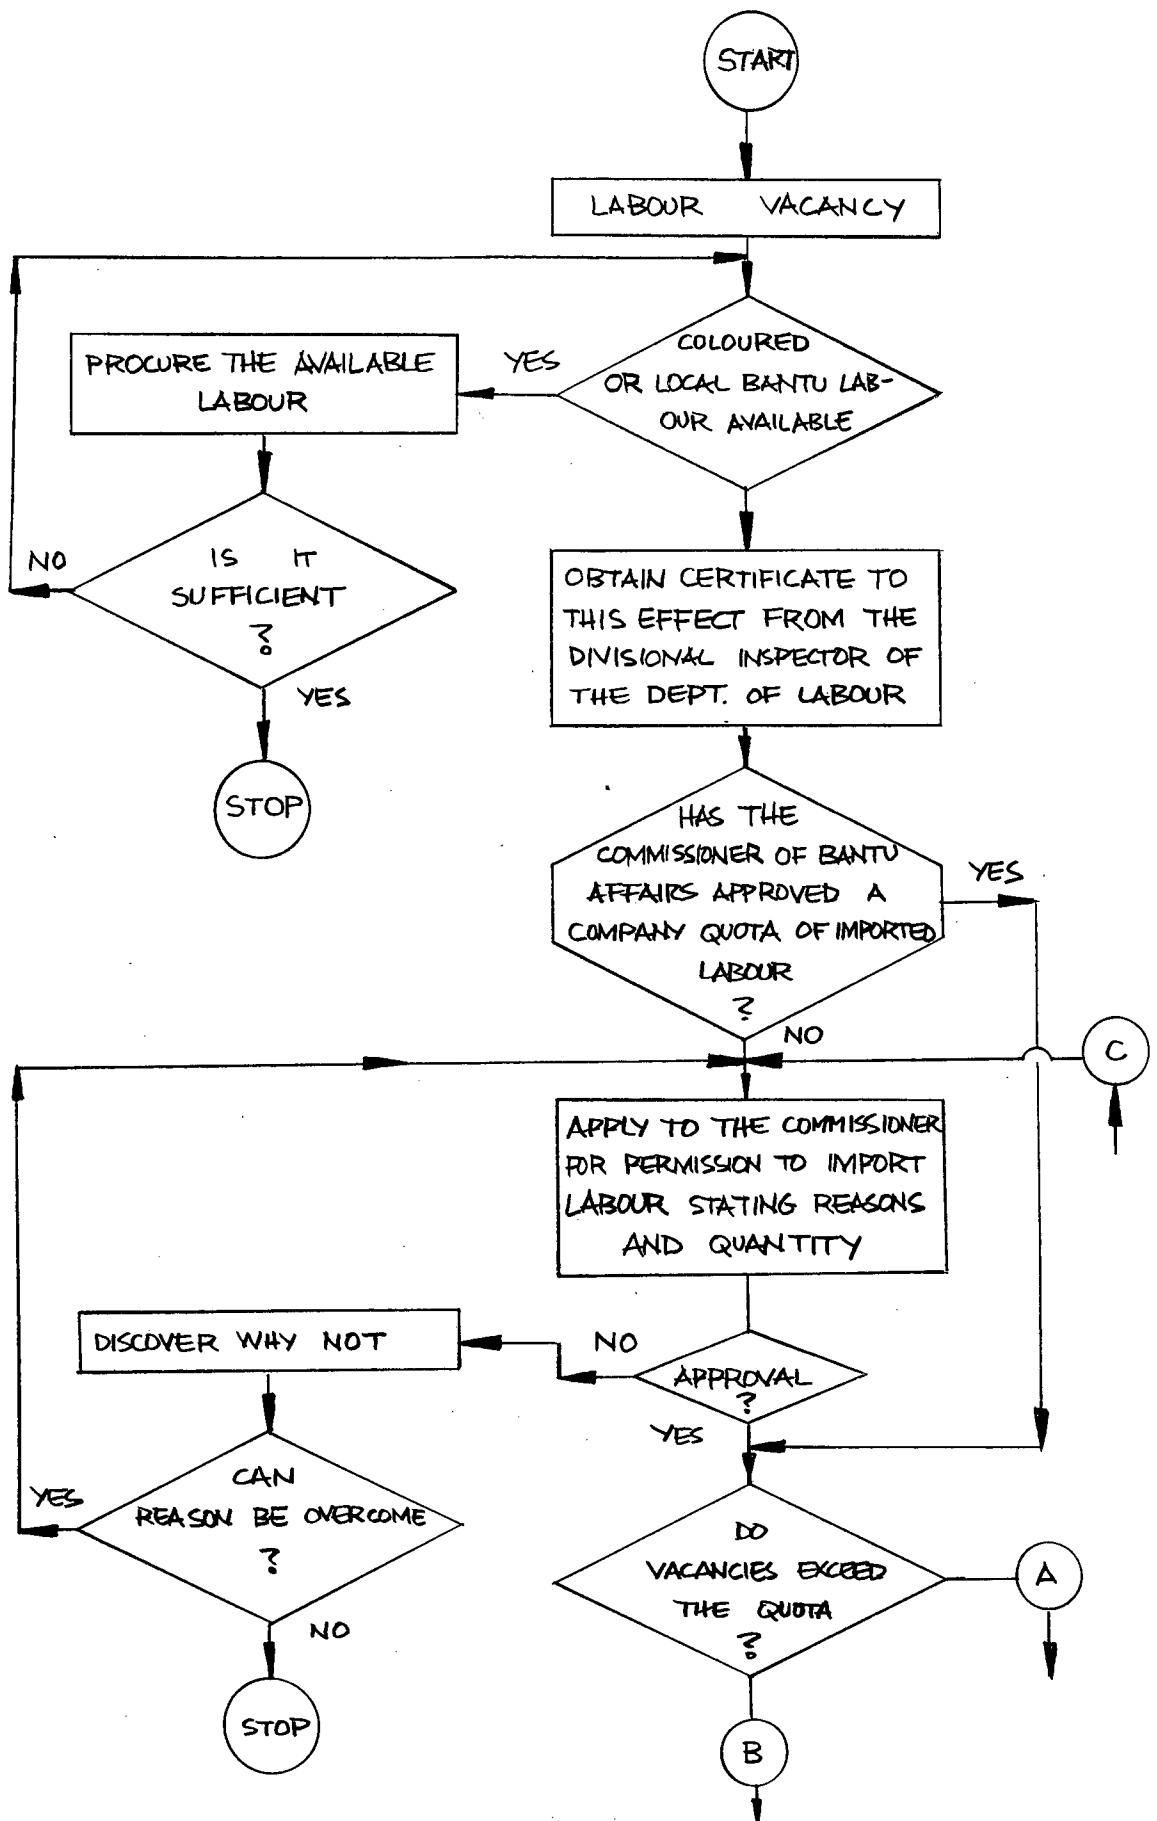 START
LABOUR VACANCY
COLOURED
OR LOCAL BANTU LAB-
OUR AVAILABLE
YES
PROCURE THE AVAILABLE
LABOUR
IS IT
SUFFICIENT
?
NO
YES
STOP
OBTAIN CERTIFICATE TO
THIS EFFECT FROM THE
DIVISIONAL INSPECTOR OF
THE DEPT. OF LABOUR
HAS THE
COMMISSIONER OF BANTU
AFFAIRS APPROVED A
COMPANY QUOTA OF IMPORTED
LABOUR
?
YES
NO
C
APPLY TO THE COMMISSIONER
FOR PERMISSION TO IMPORT
LABOUR STATING REASONS
AND QUANTITY
APPROVAL
?
NO
YES
DISCOVER WHY NOT
CAN
REASON BE OVERCOME
?
YES
NO
STOP
DO
VACANCIES EXCEED
THE QUOTA
?
A
B